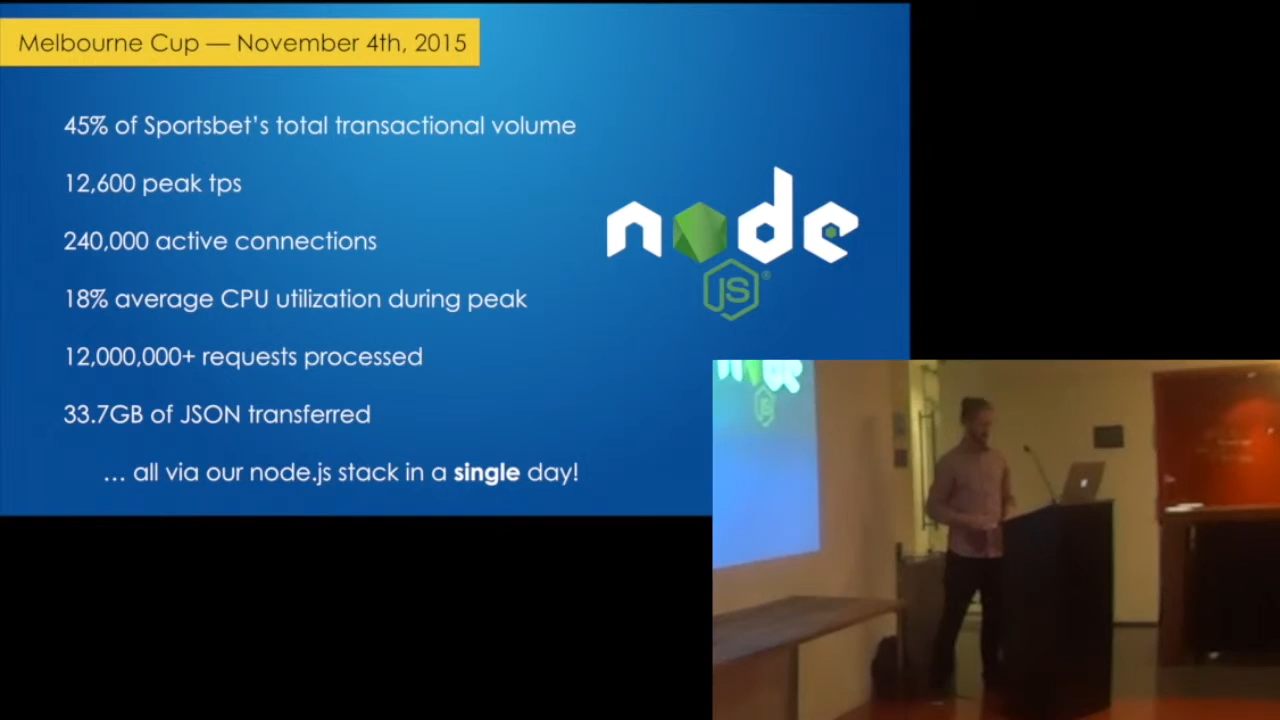 Melbourne Cup — November 4th, 2015
45% of Sportsbet's total transactional volume
12,600 peak tps
240,000 active connections
18% average CPU utilization during peak
12,000,000+ requests processed
33.7GB of JSON transferred
... all via our node.js stack in a single day!
node
JS®
node
JS